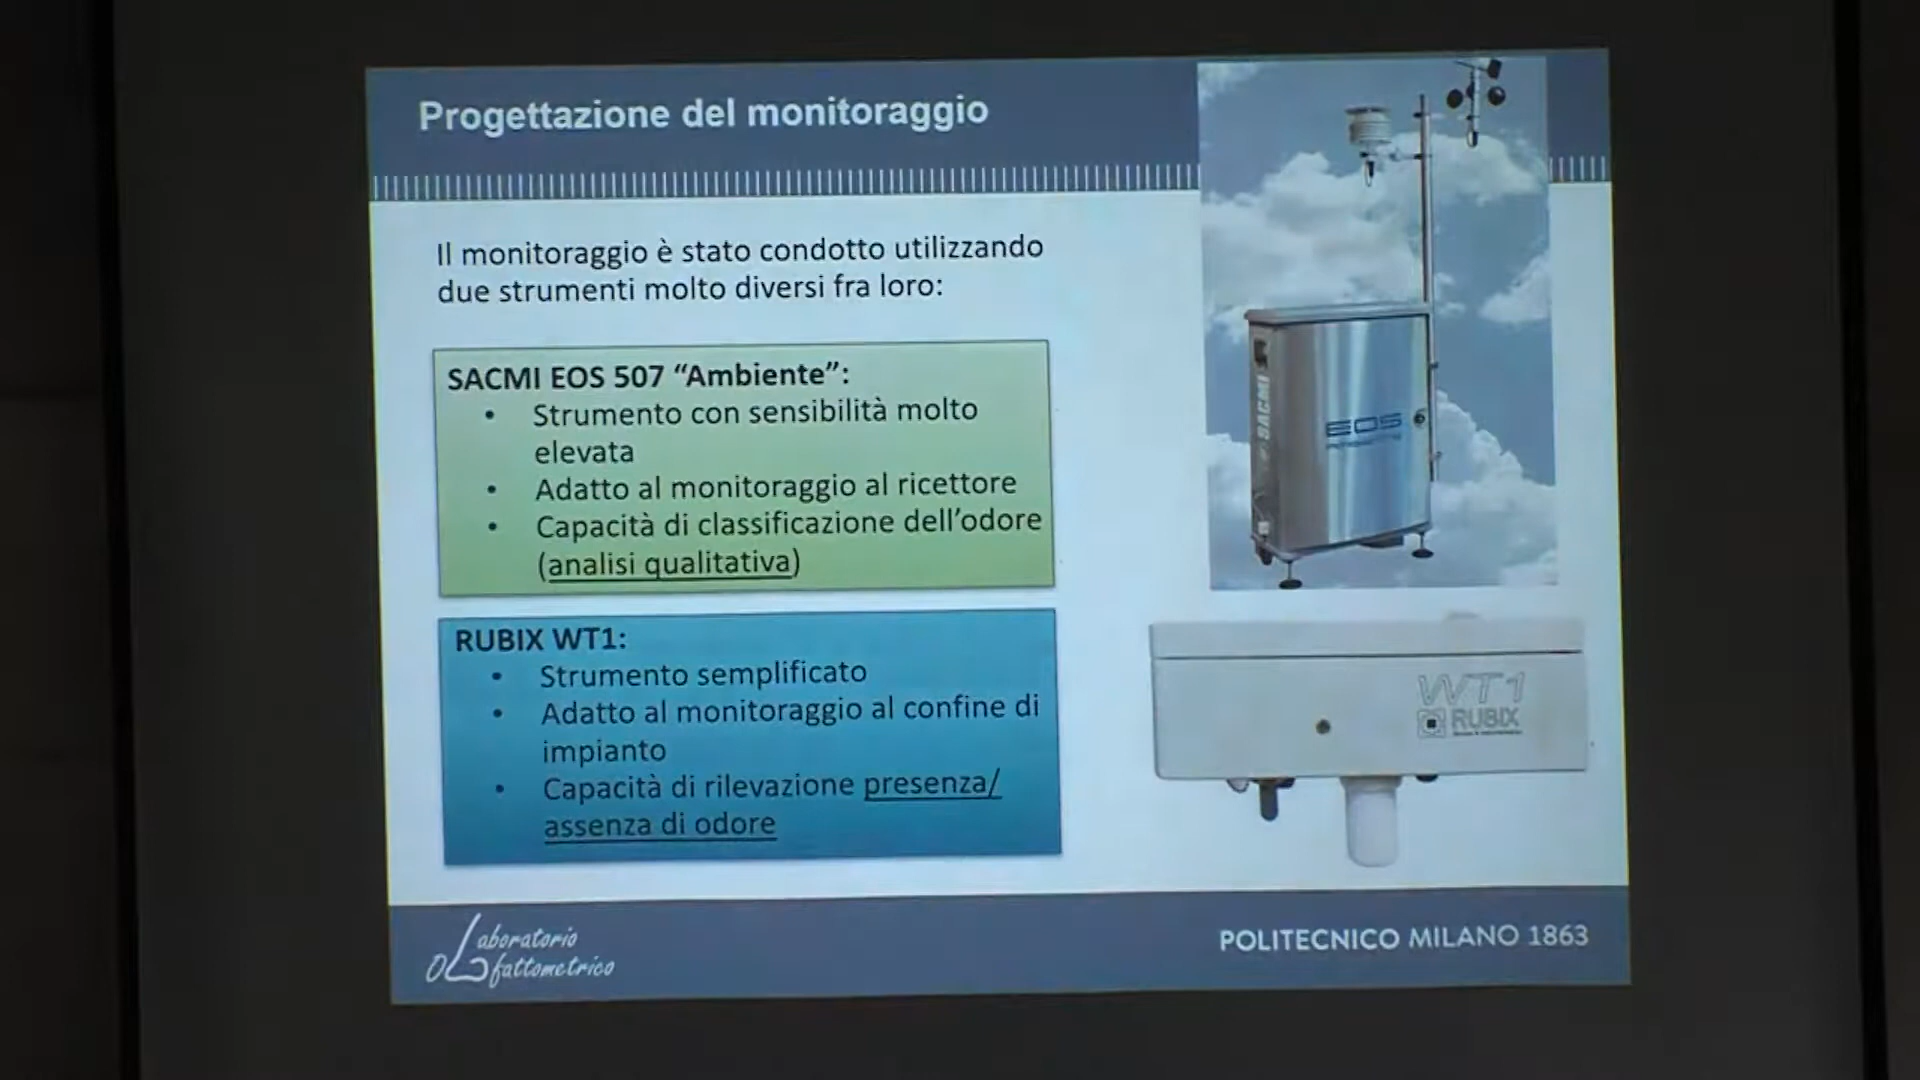 Progettazione del monitoraggio
Il monitoraggio è stato condotto utilizzando
due strumenti molto diversi fra loro:
SACMI EOS 507 “Ambiente”:
• Strumento con sensibilità molto
elevata
• Adatto al monitoraggio al ricettore
• Capacità di classificazione dell’odore
(analisi qualitativa)
RUBIX WT1:
• Strumento semplificato
• Adatto al monitoraggio al confine di
impianto
• Capacità di rilevazione presenza/
assenza di odore
SACMI
EOS
WT1
RUBIX
Laboratorio
Olfattometrico
POLITECNICO MILANO 1863